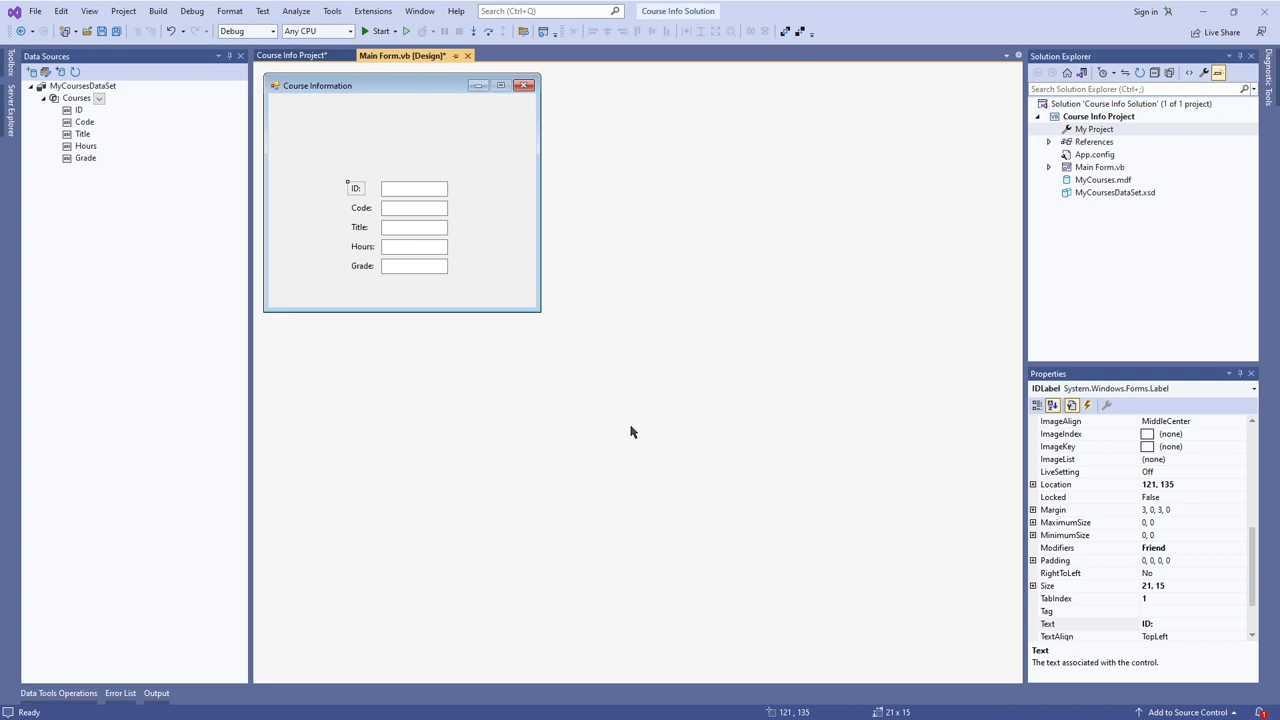 File Edit View Project Build Debug Format Test Analyze Tools Extensions Window Help Search (Ctrl+Q) Course Info Solution Sign in
Debug Any CPU Start Live Share
Toolbox
Server Explorer
Data Sources
MyCoursesDataSet
Courses
ID
Code
Title
Hours
Grade
Course Info Project* Main Form.vb [Design]*
Course Information
ID:
Code:
Title:
Hours:
Grade:
Solution Explorer
Search Solution Explorer (Ctrl+;)
Solution 'Course Info Solution' (1 of 1 project)
VB Course Info Project
My Project
References
App.config
Main Form.vb
MyCourses.mdf
MyCoursesDataSet.xsd
Diagnostic Tools
Properties
IDLabel System.Windows.Forms.Label
ImageAlign MiddleCenter
ImageIndex (none)
ImageKey (none)
ImageList (none)
LiveSetting Off
Location 121, 135
Locked False
Margin 3, 0, 3, 0
MaximumSize 0, 0
MinimumSize 0, 0
Modifiers Friend
Padding 0, 0, 0, 0
RightToLeft No
Size 21, 15
TabIndex 1
Tag
Text ID:
TextAlign TopLeft
Text
The text associated with the control.
Data Tools Operations Error List Output
Ready 121 , 135 21 x 15 Add to Source Control 1